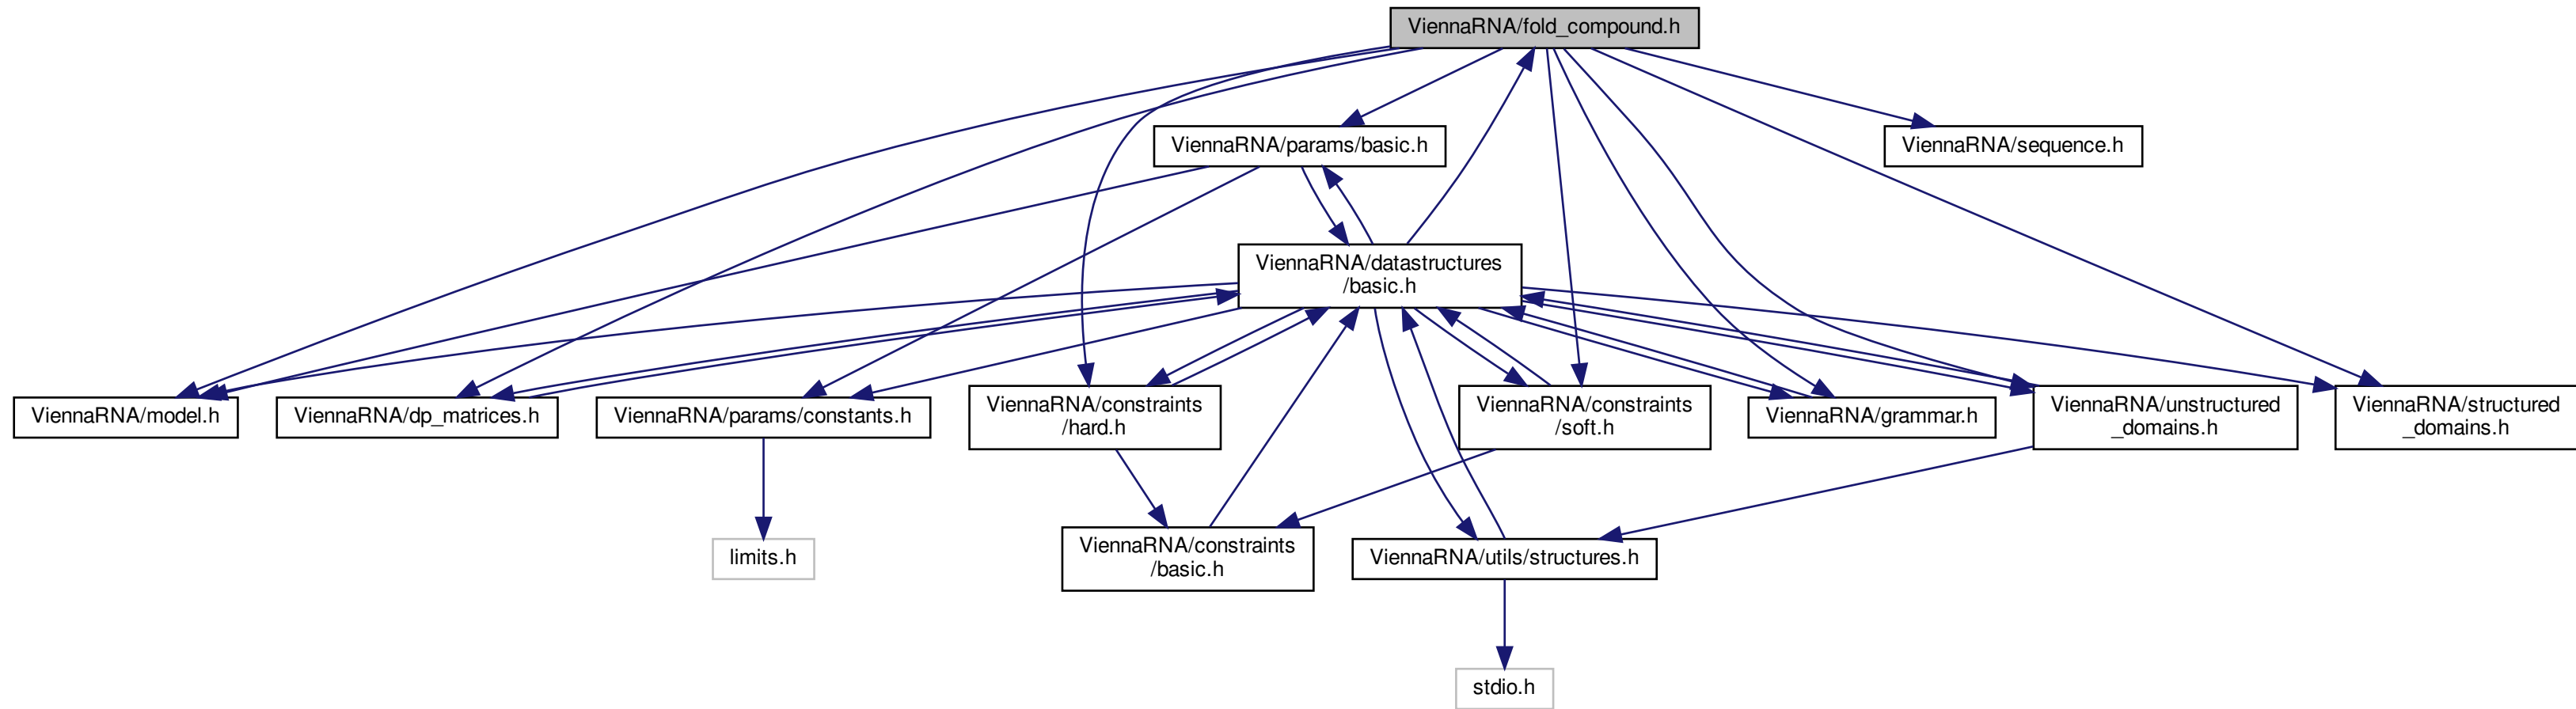 ViennaRNA/fold_compound.h
ViennaRNA/params/basic.h
ViennaRNA/sequence.h
ViennaRNA/datastructures
/basic.h
ViennaRNA/model.h
ViennaRNA/dp_matrices.h
ViennaRNA/params/constants.h
ViennaRNA/constraints
/hard.h
ViennaRNA/constraints
/soft.h
ViennaRNA/grammar.h
ViennaRNA/unstructured
_domains.h
ViennaRNA/structured
_domains.h
limits.h
ViennaRNA/constraints
/basic.h
ViennaRNA/utils/structures.h
stdio.h